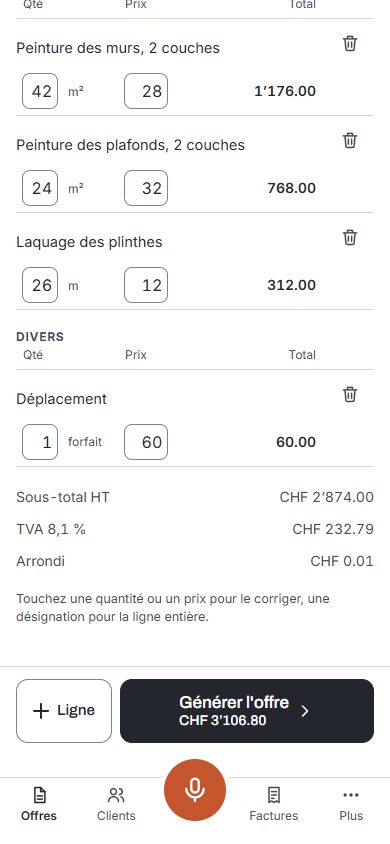 Qté Prix Total
Peinture des murs, 2 couches
42 m² 28 1’176.00
Peinture des plafonds, 2 couches
24 m² 32 768.00
Laquage des plinthes
26 m 12 312.00
DIVERS
Qté Prix Total
Déplacement
1 forfait 60 60.00
Sous-total HT CHF 2’874.00
TVA 8,1 % CHF 232.79
Arrondi CHF 0.01
Touchez une quantité ou un prix pour le corriger, une
désignation pour la ligne entière.
Ligne
Générer l'offre
CHF 3’106.80
Offres Clients Factures Plus